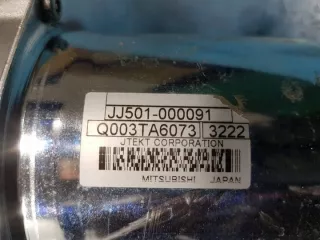 JJ501-000091
Q003TA6073 3222
JTEKT CORPORATION
MITSUBISHI JAPAN